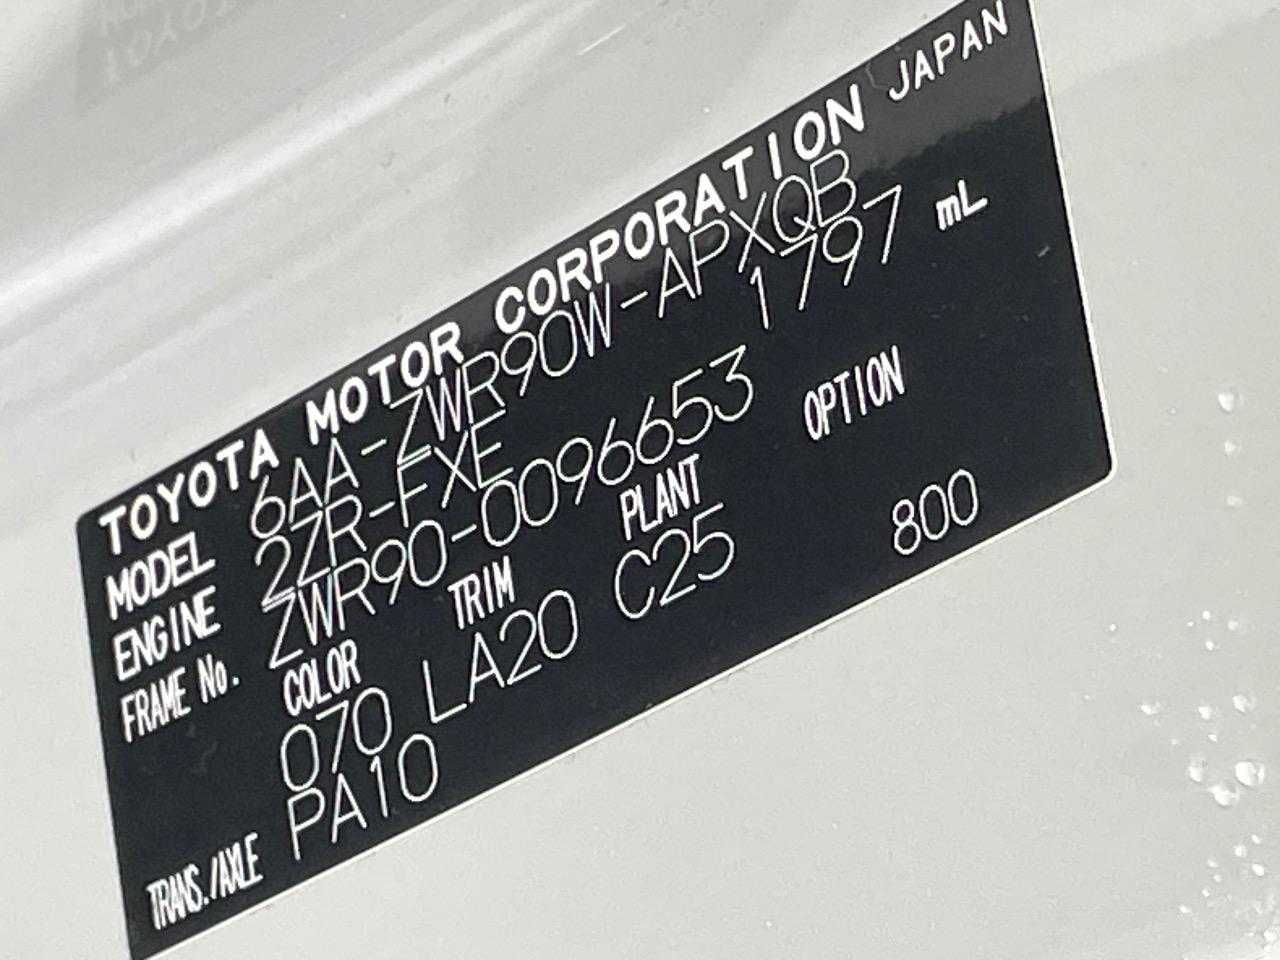 TOYOTA MOTOR CORPORATION JAPAN
MODEL 6AA-ZWR90W-APXQB
ENGINE 2ZR-FXE 1797 mL
FRAME No. ZWR90-0096653
COLOR TRIM PLANT OPTION
070 LA20 C25 800
TRANS./AXLE PA10